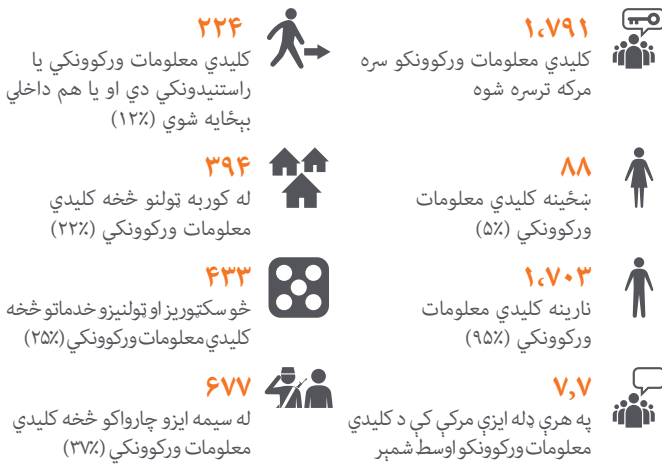 ۱،۷۹۱
کليدي معلومات ورکوونکو سره
مرکه ترسره شوه
۲۲۴
کليدي معلومات ورکوونکي يا
راستنيدونکي دي او يا هم داخلي
بېځايه شوي (۱۲٪)
۸۸
ښځينه کليدي معلومات
ورکوونکي (۵٪)
۳۹۴
له کوربه ټولنو څخه کليدي
معلومات ورکوونکي (۲۲٪)
۱،۷۰۳
نارينه کليدي معلومات
ورکوونکي (۹۵٪)
۴۳۳
څو سکټوريز او ټولنيزو خدماتو څخه
کليدي معلومات ورکوونکي (۲۵٪)
۷,۷
په هرې ډله ايزې مرکې کې د کليدي
معلومات ورکوونکو اوسط شمېر
۶۷۷
له سيمه ايزو چارواکو څخه کليدي
معلومات ورکوونکي (۳۷٪)